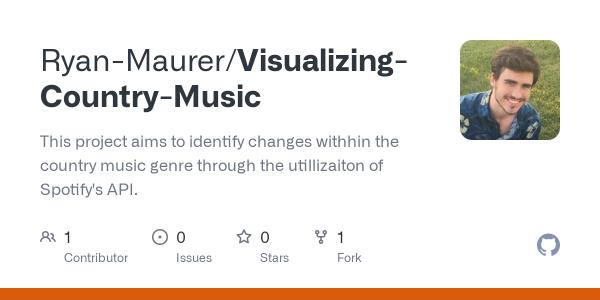 Ryan-Maurer/Visualizing-
Country-Music
This project aims to identify changes withhin the
country music genre through the utillizaiton of
Spotify's API.
1 0 0 1
Contributor Issues Stars Fork